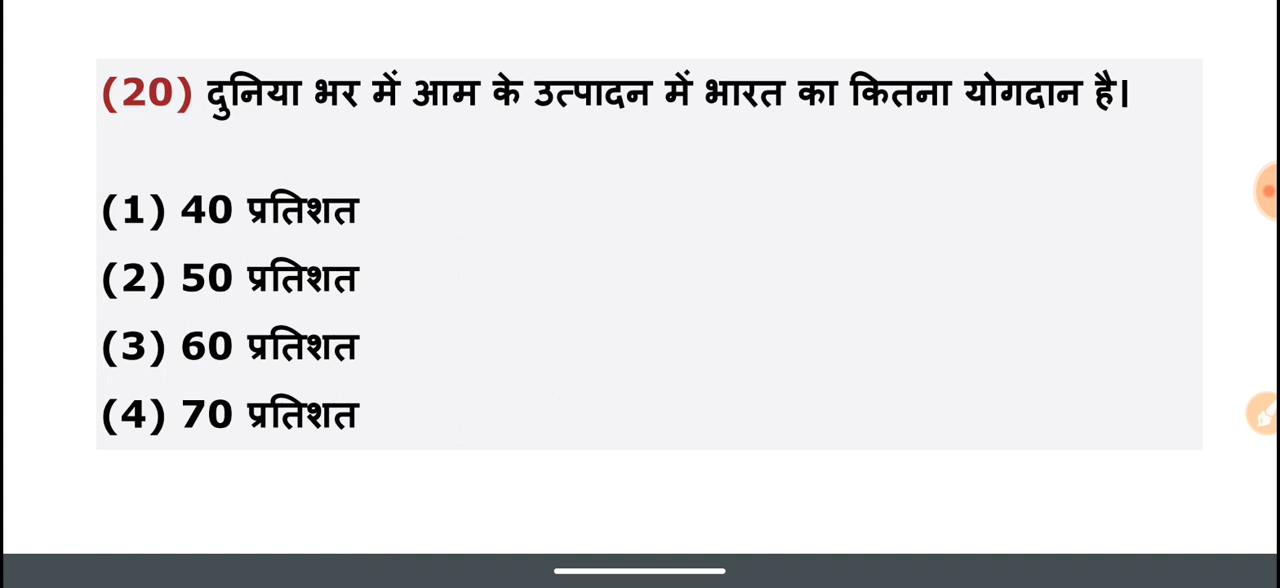 (20) दुनिया भर में आम के उत्पादन में भारत का कितना योगदान है।
(1) 40 प्रतिशत
(2) 50 प्रतिशत
(3) 60 प्रतिशत
(4) 70 प्रतिशत